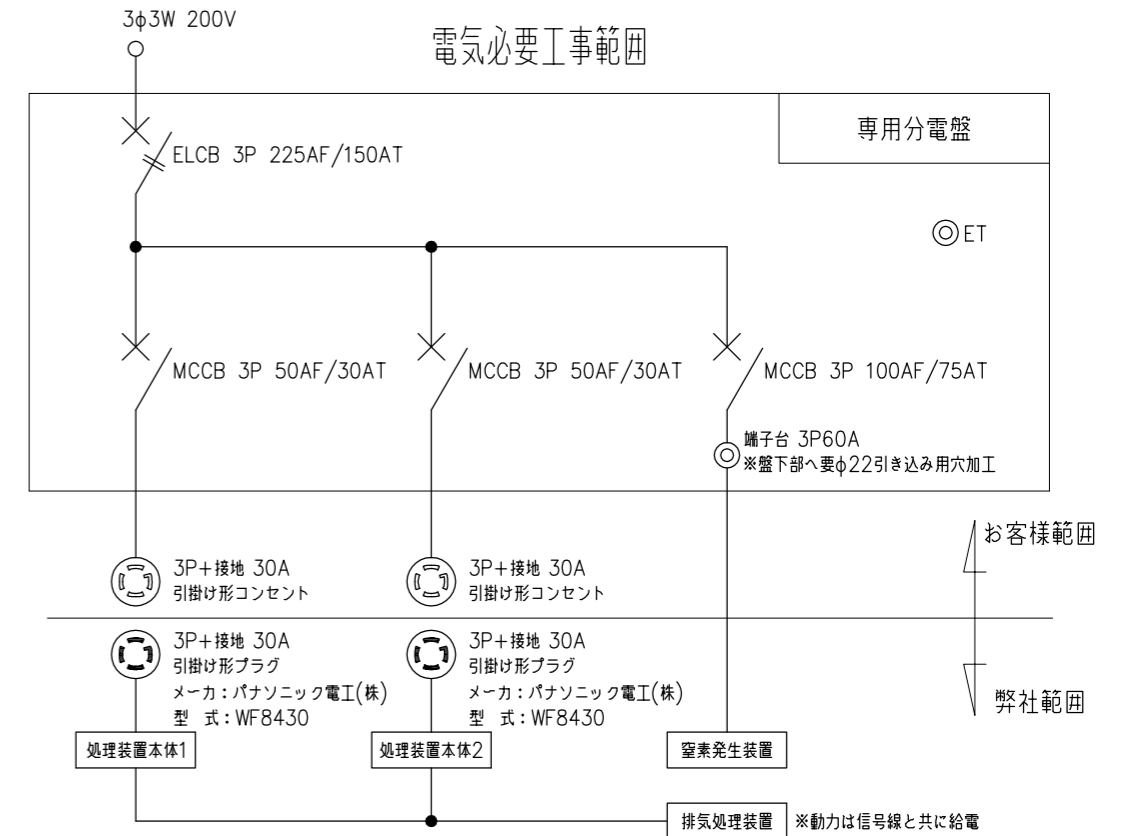 3φ3W 200V
電気必要工事範囲
専用分電盤
ELCB 3P 225AF/150AT
ET
MCCB 3P 50AF/30AT
MCCB 3P 50AF/30AT
MCCB 3P 100AF/75AT
端子台 3P60A
※盤下部へ要φ22引き込み用穴加工
お客様範囲
3P+接地 30A
引掛け形コンセント
3P+接地 30A
引掛け形コンセント
3P+接地 30A
引掛け形プラグ
メーカ:パナソニック電工(株)
型 式:WF8430
3P+接地 30A
引掛け形プラグ
メーカ:パナソニック電工(株)
型 式:WF8430
弊社範囲
処理装置本体1
処理装置本体2
窒素発生装置
排気処理装置 ※動力は信号線と共に給電